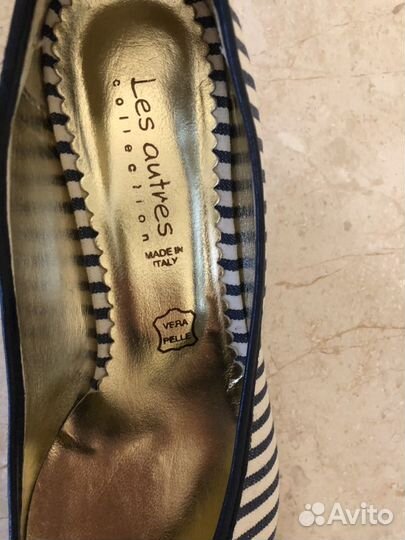 Les autres
collection
MADE IN
ITALY
VERA
PELLE
Avito